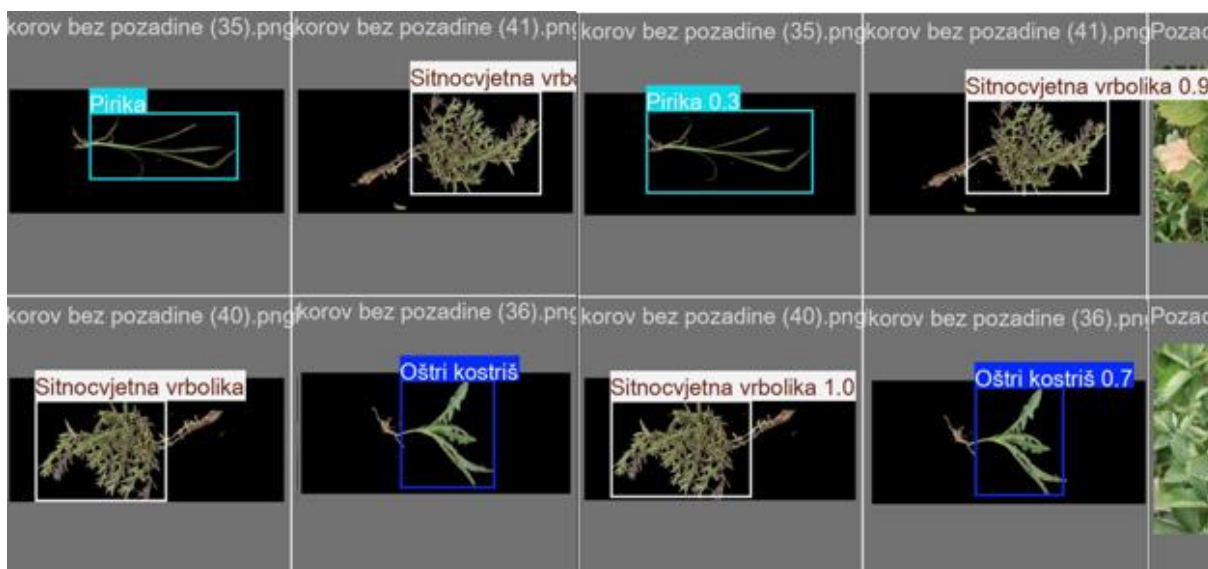 korov bez pozadine (35).png
korov bez pozadine (41).png
korov bez pozadine (35).png
korov bez pozadine (41).png
Pozad
Pirika
Sitnocvjetna vrbo
Pirika 0.3
Sitnocvjetna vrbolika 0.9
korov bez pozadine (40).png
korov bez pozadine (36).png
korov bez pozadine (40).png
korov bez pozadine (36).png
Pozad
Sitnocvjetna vrbolika
Oštri kostriš
Sitnocvjetna vrbolika 1.0
Oštri kostriš 0.7